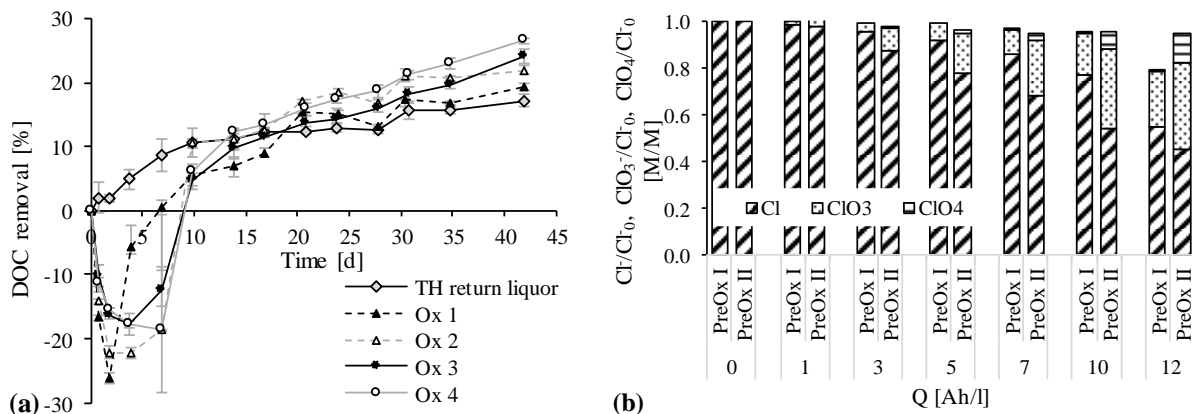 DOC removal [%]
30
20
10
0
-10
-20
-30
0 5 10 15 20 25 30 35 40 45
Time [d]
TH return liquor
Ox 1
Ox 2
Ox 3
Ox 4
(a)
Cl⁻/Cl⁻₀, ClO₃⁻/Cl⁻₀, ClO₄/Cl⁻₀
[M/M]
1.0
0.8
0.6
0.4
0.2
0.0
Cl ClO3 ClO4
PreOx I PreOx II PreOx I PreOx II PreOx I PreOx II PreOx I PreOx II PreOx I PreOx II PreOx I PreOx II PreOx I PreOx II
0 1 3 5 7 10 12
Q [Ah/l]
(b)